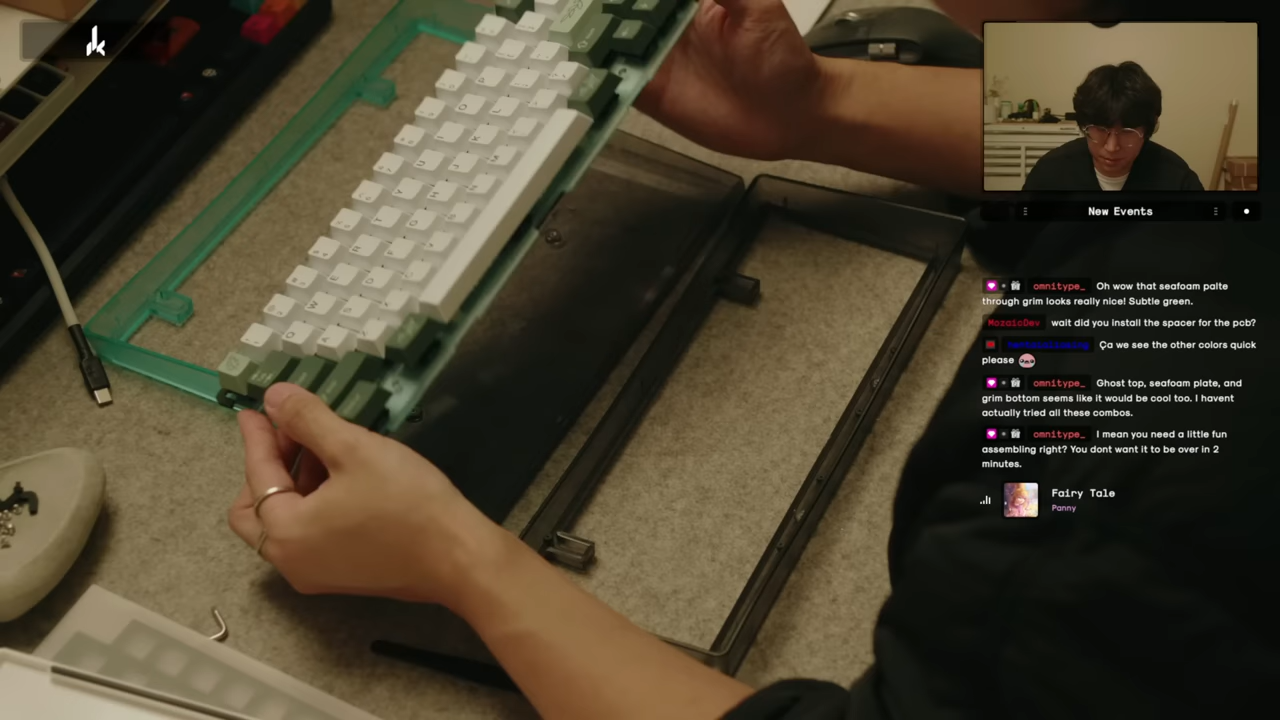 New Events
omnitype_ Oh wow that seafoam palte
through grim looks really nice! Subtle green.
MozaicDev wait did you install the spacer for the pcb?
Ça we see the other colors quick
please
omnitype_ Ghost top, seafoam plate, and
grim bottom seems like it would be cool too. I havent
actually tried all these combos.
omnitype_ I mean you need a little fun
assembling right? You dont want it to be over in 2
minutes.
Fairy Tale
Panny